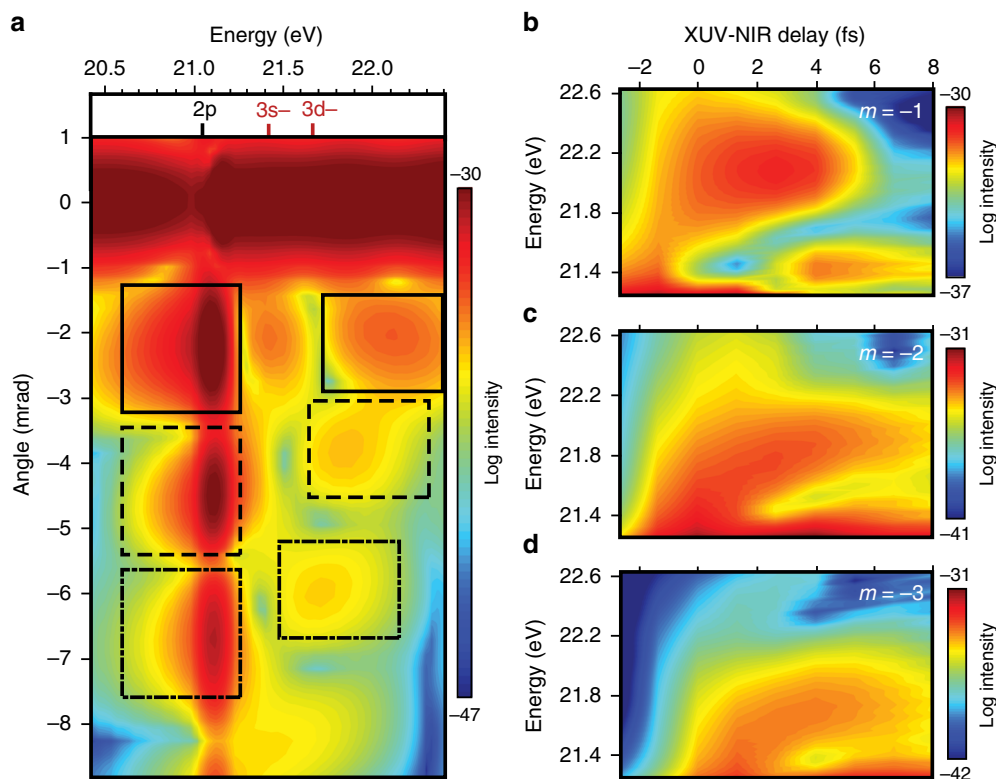 a
Energy (eV)
20.5 21.0 21.5 22.0
2p 3s− 3d−
1
0
−1
−2
−3
−4
−5
−6
−7
−8
Angle (mrad)
−30
Log intensity
−47
b
XUV-NIR delay (fs)
−2 0 2 4 6 8
22.6
22.2
21.8
21.4
Energy (eV)
m = −1
−30
Log intensity
−37
c
22.6
22.2
21.8
21.4
Energy (eV)
m = −2
−31
Log intensity
−41
d
22.6
22.2
21.8
21.4
Energy (eV)
m = −3
−31
Log intensity
−42